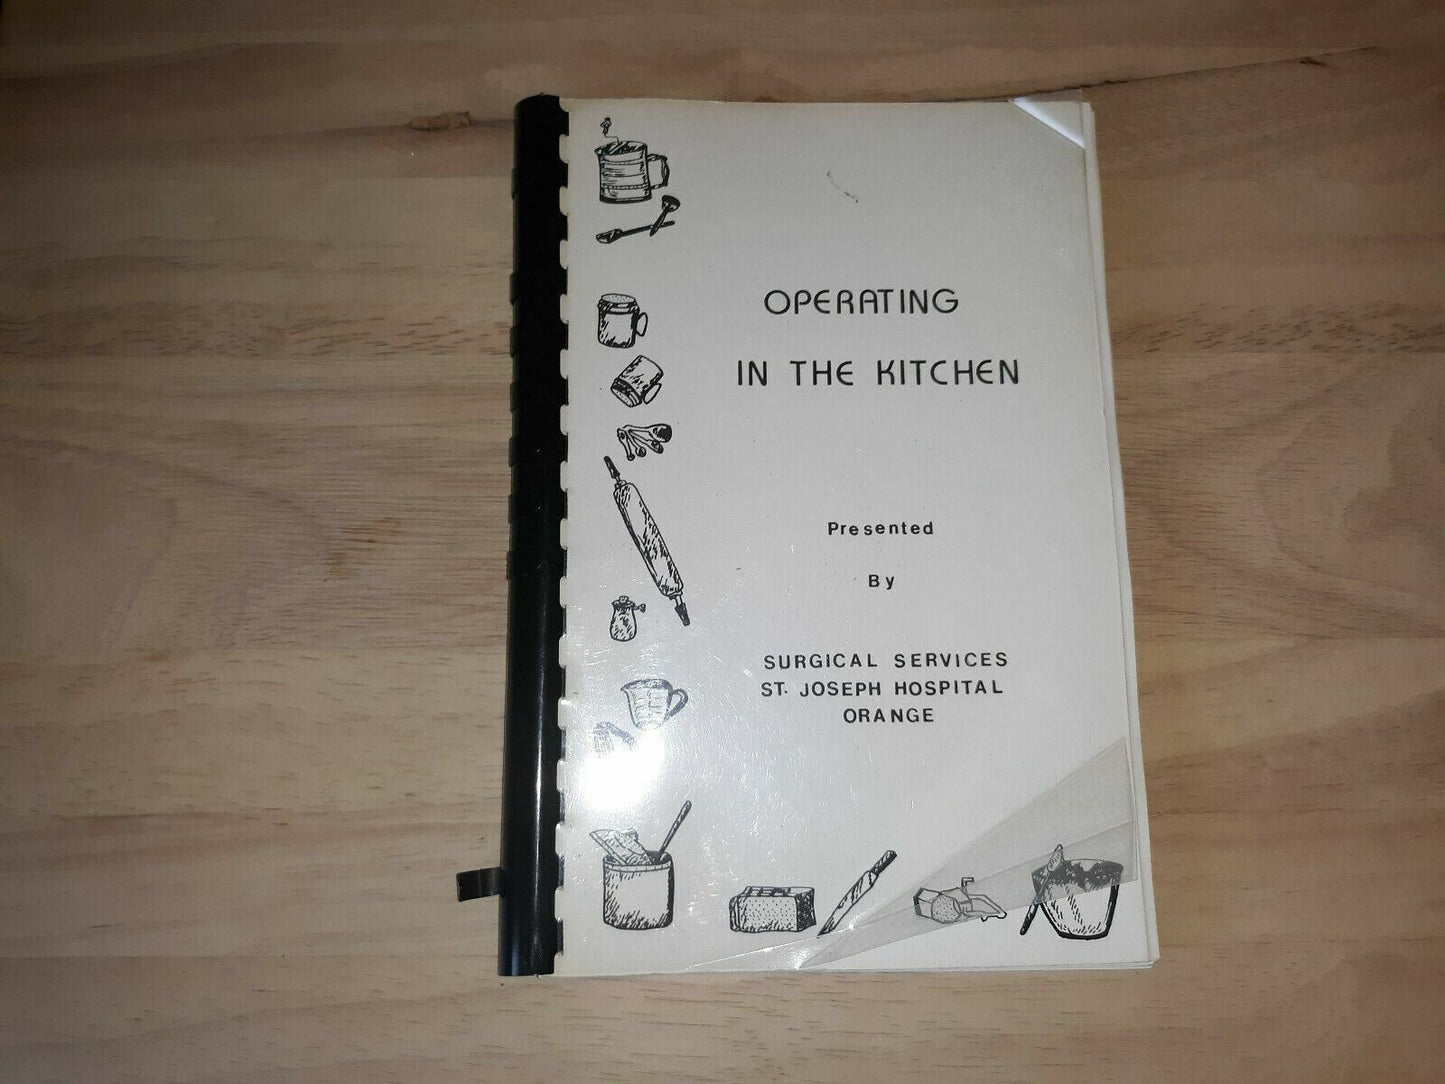 OPERATING
IN THE KITCHEN
Presented
By
SURGICAL SERVICES
ST. JOSEPH HOSPITAL
ORANGE